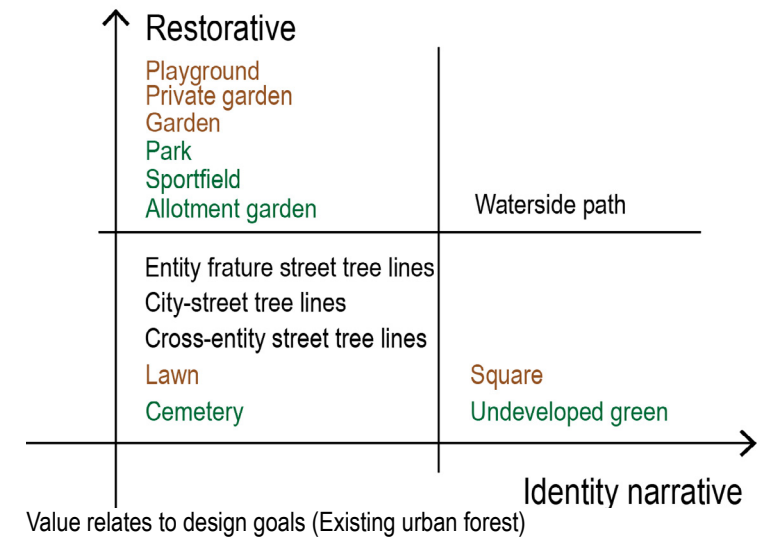 Restorative
Playground
Private garden
Garden
Park
Sportfield
Allotment garden
Waterside path
Entity frature street tree lines
City-street tree lines
Cross-entity street tree lines
Lawn
Square
Cemetery
Undeveloped green
Identity narrative
Value relates to design goals (Existing urban forest)